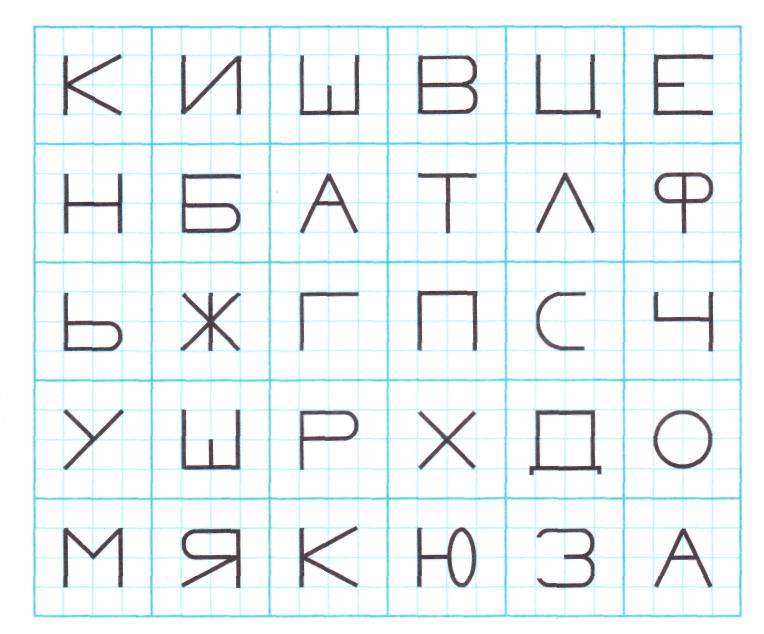 К И Ш В Ц Е
Н Б А Т Л Ф
Ь Ж Г П С Ч
У Ш Р Х Д О
М Я К Ю З А